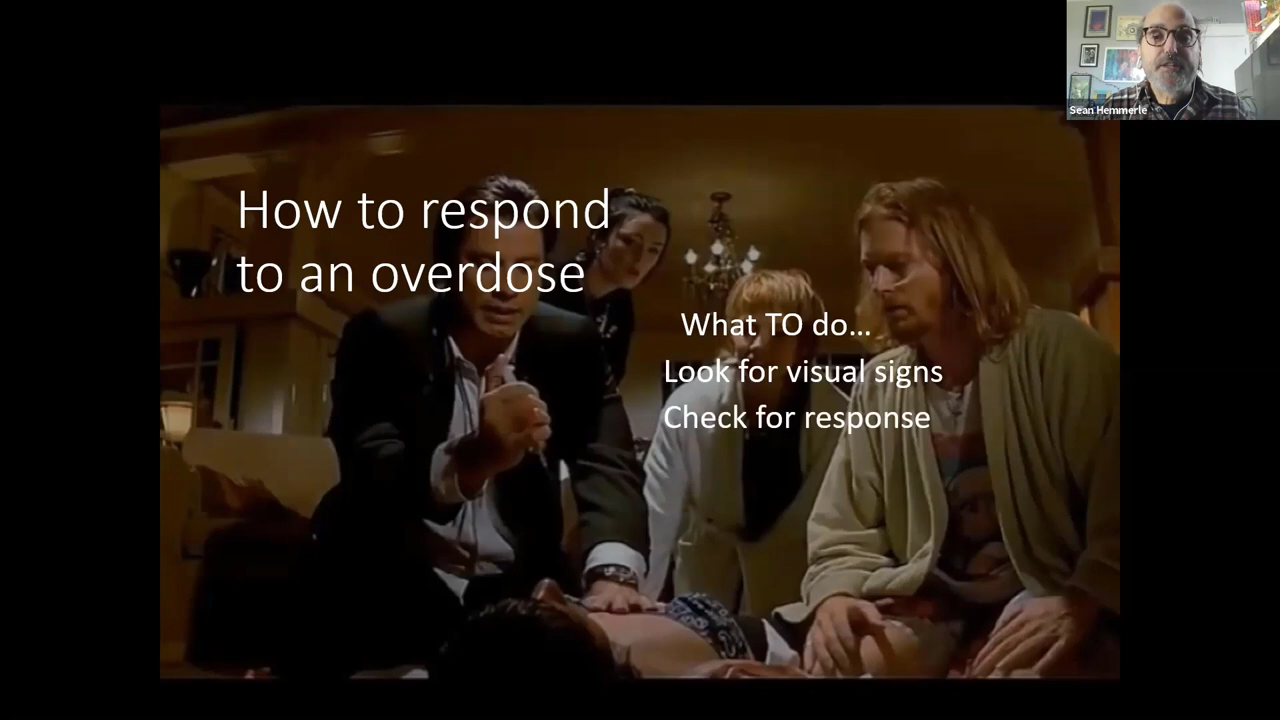 Sean Hemmerle
How to respond
to an overdose
What TO do...
Look for visual signs
Check for response